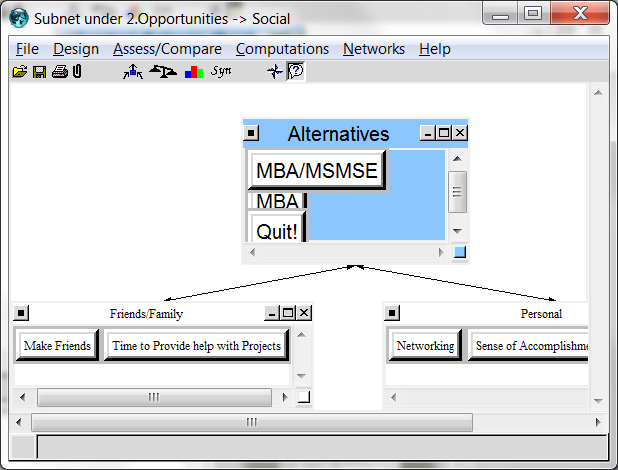 Subnet under 2.Opportunities -> Social
File Design Assess/Compare Computations Networks Help
Syn
Alternatives
MBA/MSMSE
MBA
Quit!
Friends/Family
Make Friends
Time to Provide help with Projects
Personal
Networking
Sense of Accomplishme